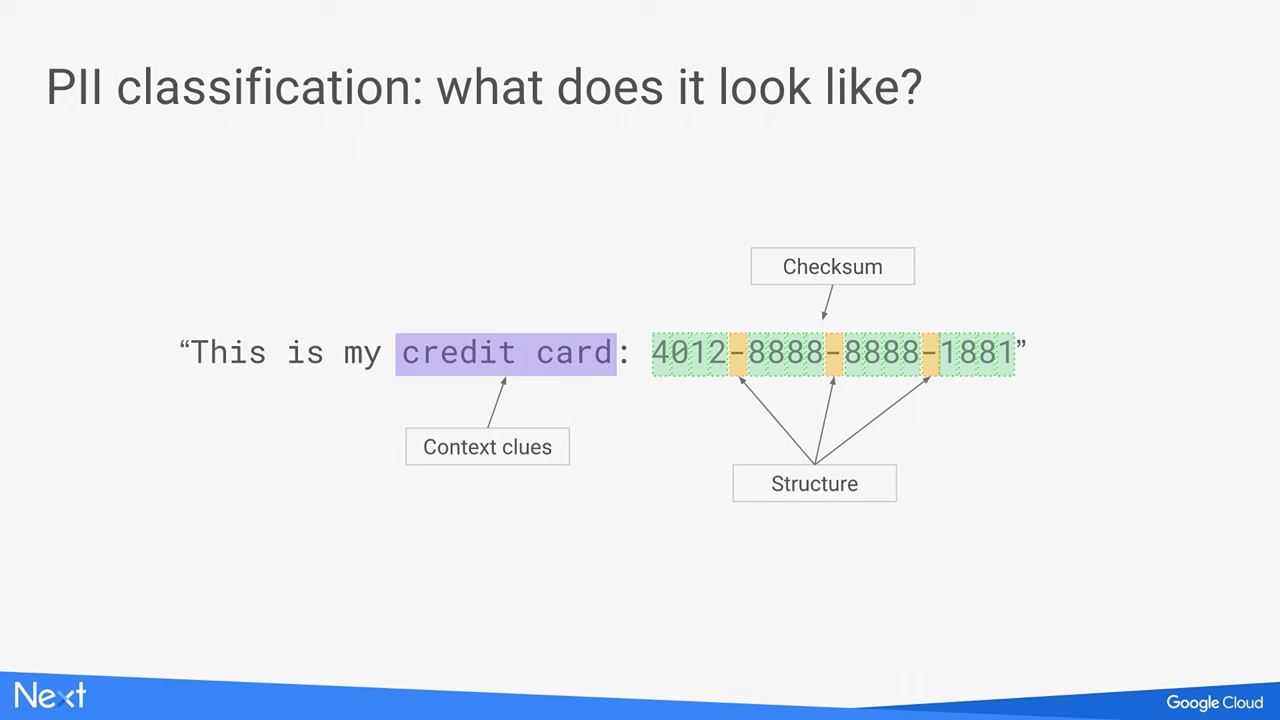 PII classification: what does it look like?
Checksum
“This is my credit card: 4012-8888-8888-1881”
Context clues
Structure
Next
Google Cloud